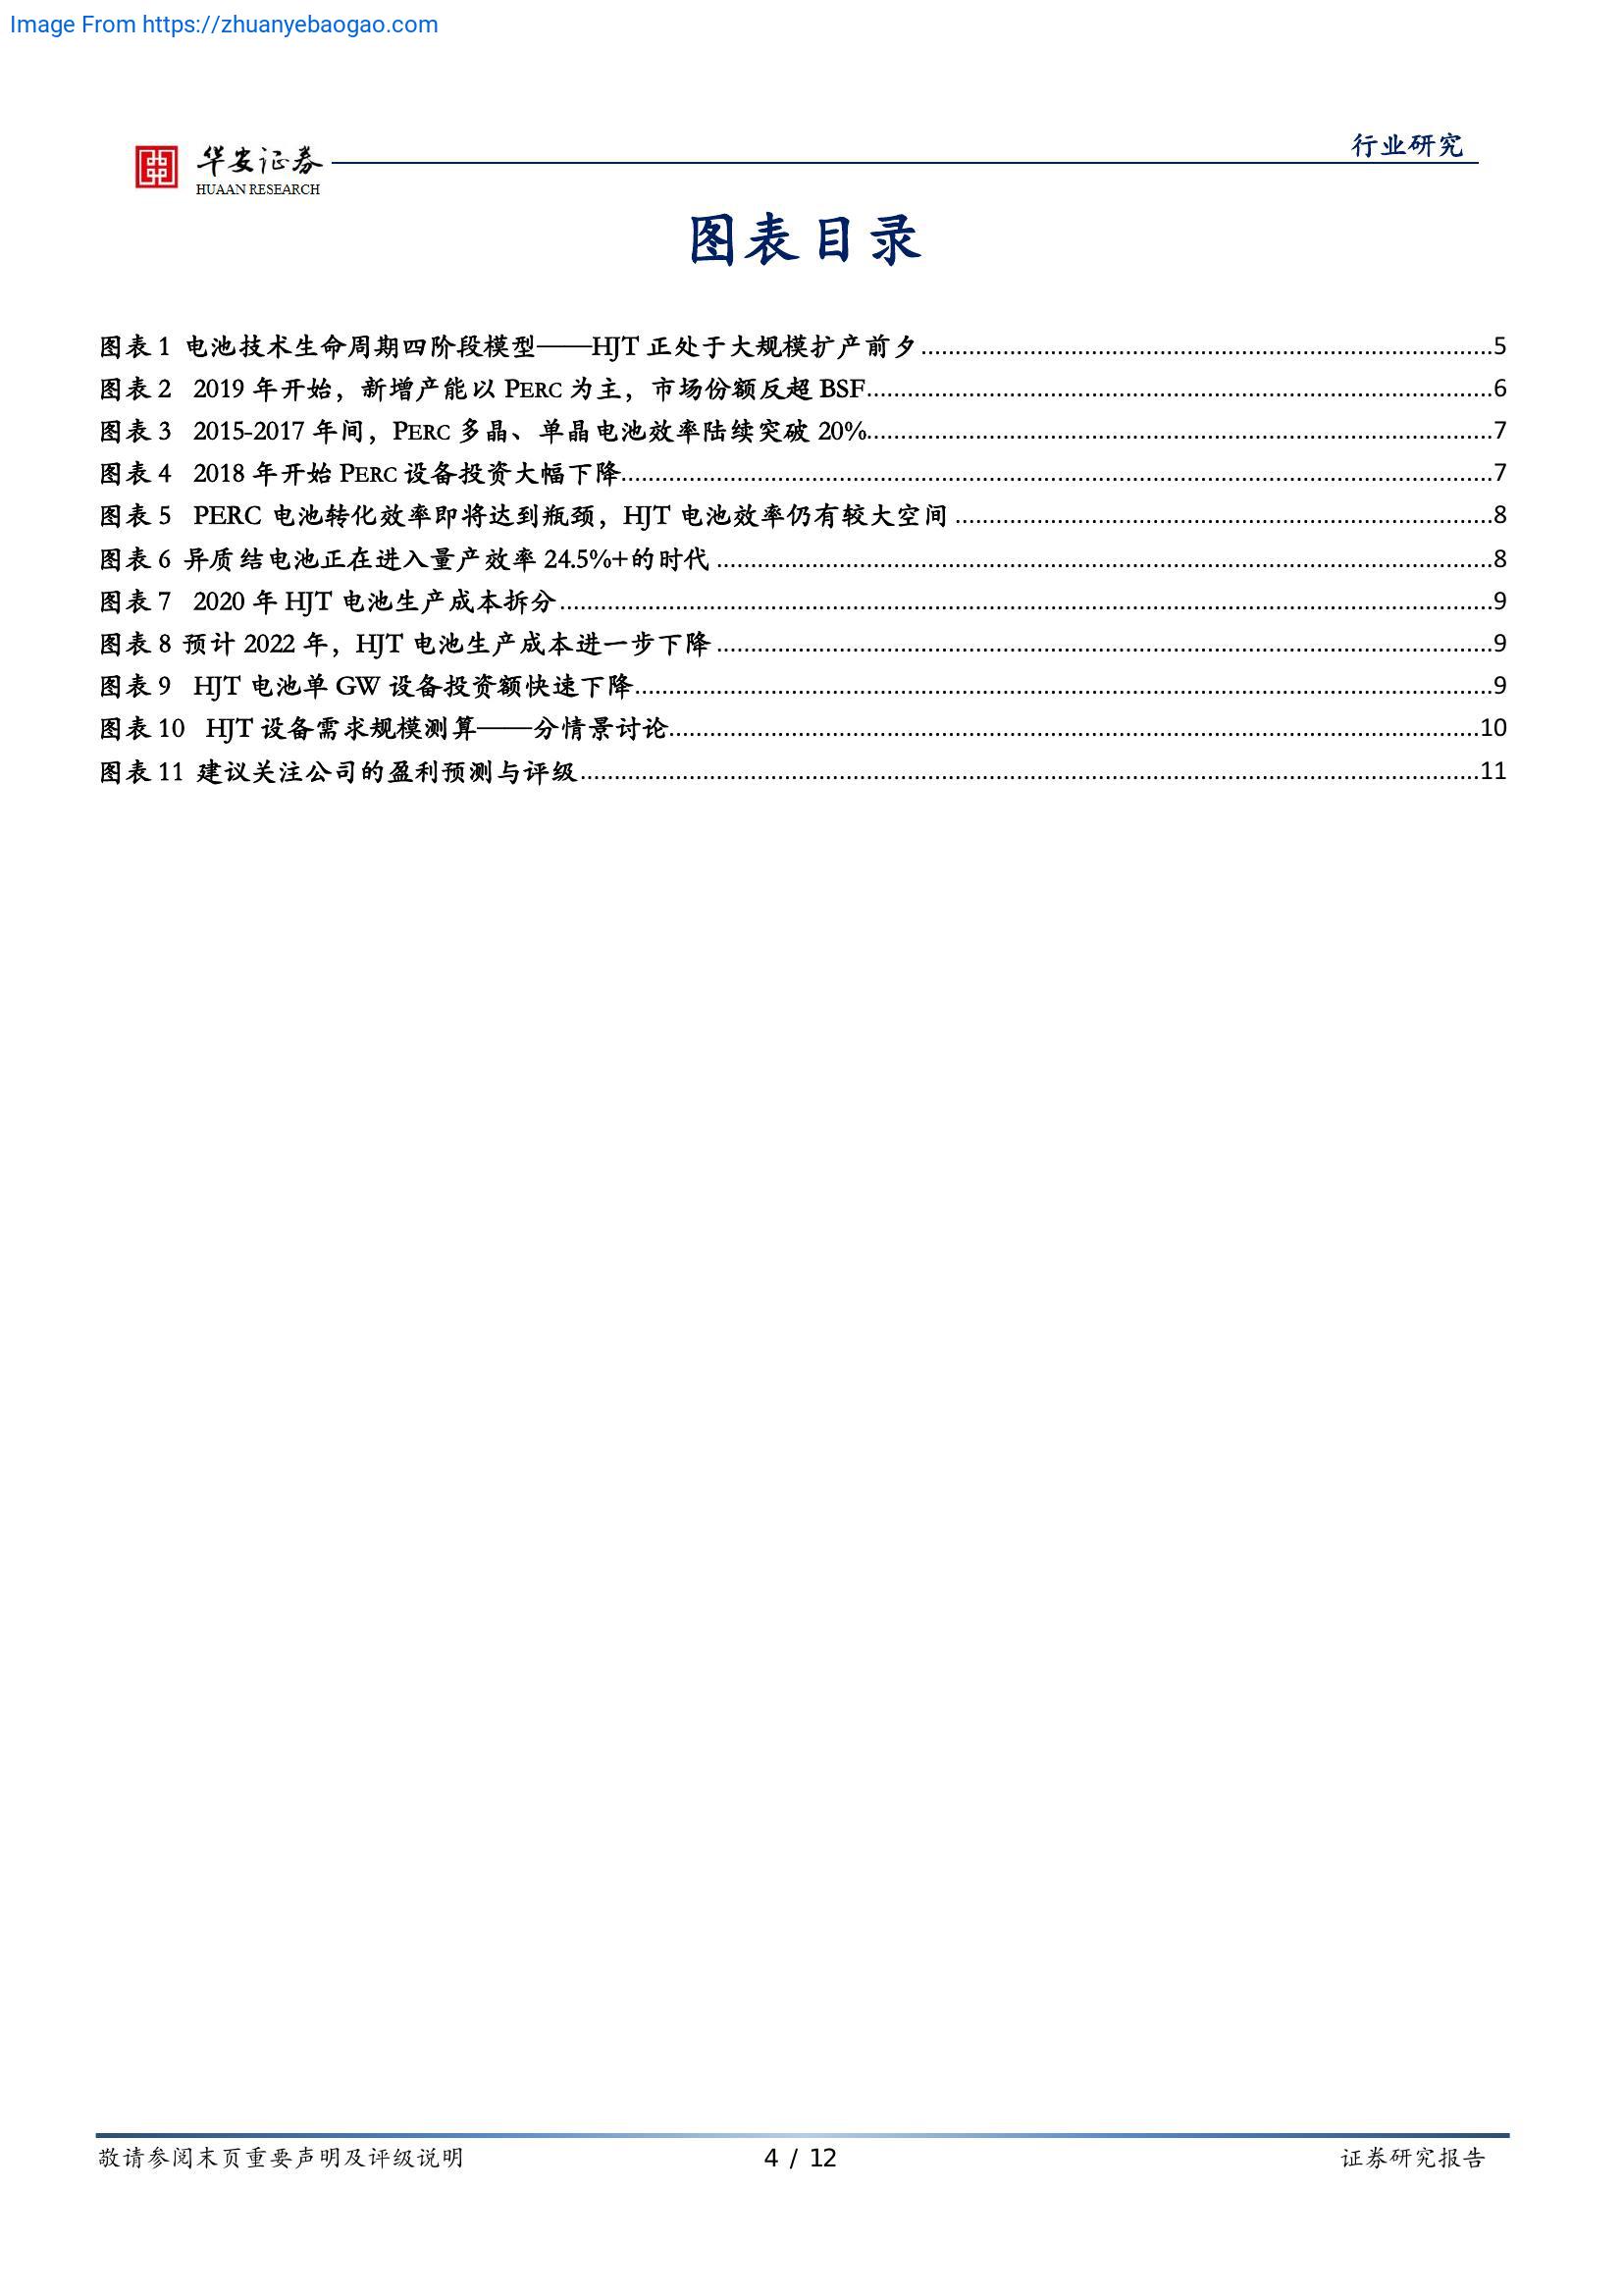 Image From https://zhuanyebaogao.com
行业研究
华安证券
HUAAN RESEARCH
图表目录
图表 1 电池技术生命周期四阶段模型——HJT 正处于大规模扩产前夕........................5
图表 2 2019 年开始，新增产能以 PERC 为主，市场份额反超 BSF........................6
图表 3 2015-2017 年间，PERC 多晶、单晶电池效率陆续突破 20%........................7
图表 4 2018 年开始 PERC 设备投资大幅下降........................7
图表 5 PERC 电池转化效率即将达到瓶颈，HJT 电池效率仍有较大空间........................8
图表 6 异质结电池正在进入量产效率 24.5%+的时代........................8
图表 7 2020 年 HJT 电池生产成本拆分........................9
图表 8 预计 2022 年，HJT 电池生产成本进一步下降........................9
图表 9 HJT 电池单 GW 设备投资额快速下降........................9
图表 10 HJT 设备需求规模测算——分情景讨论........................10
图表 11 建议关注公司的盈利预测与评级........................11
敬请参阅末页重要声明及评级说明 4 / 12 证券研究报告